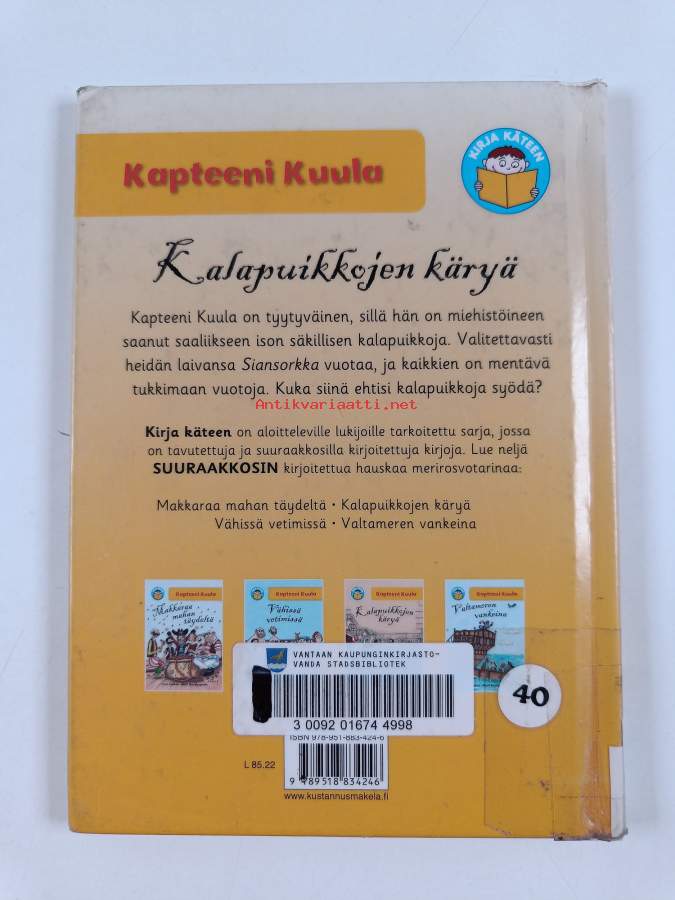 KIRJA KÄTEEN
Kapteeni Kuula
Kalapuikkojen käryä
Kapteeni Kuula on tyytyväinen, sillä hän on miehistöineen
saanut saaliikseen ison säkillisen kalapuikkoja. Valitettavasti
heidän laivansa Siansorkka vuotaa, ja kaikkien on mentävä
tukkimaan vuotoja. Kuka siinä ehtisi kalapuikkoja syödä?
Antikvariaatti.net
Kirja käteen on aloitteleville lukijoille tarkoitettu sarja, jossa
on tavutettuja ja suuraakkosilla kirjoitettuja kirjoja. Lue neljä
SUURAAKKOSIN kirjoitettua hauskaa merirosvotarinaa:
Makkaraa mahan täydeltä • Kalapuikkojen käryä
Vähissä vetimissä • Valtameren vankeina
Kapteeni Kuula
Makkaraa
mahan
täydeltä
Kapteeni Kuula
Vähissä
vetimissä
Kapteeni Kuula
Kalapuikkojen
käryä
Kapteeni Kuula
Valtameren
vankeina
VANTAAN KAUPUNGINKIRJASTO-
VANDA STADSBIBLIOTEK
3 0092 01674 4998
40
ISBN 978-951-883-424-6
L 85.22
9 789518 834246
www.kustannusmakela.fi